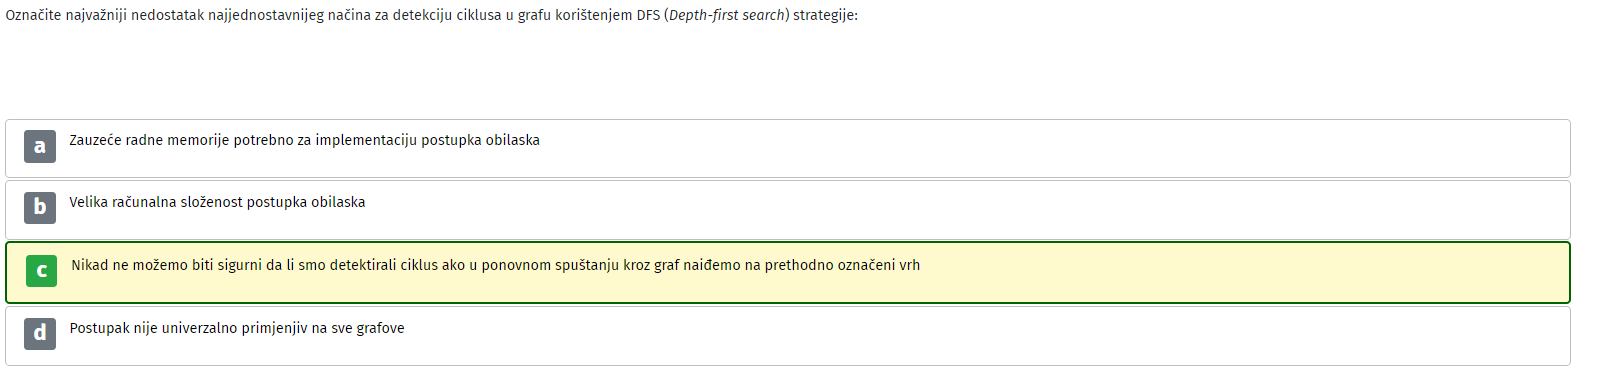 Označite najvažniji nedostatak najjednostavnijeg načina za detekciju ciklusa u grafu korištenjem DFS (Depth-first search) strategije:
a Zauzeće radne memorije potrebno za implementaciju postupka obilaska
b Velika računalna složenost postupka obilaska
c Nikad ne možemo biti sigurni da li smo detektirali ciklus ako u ponovnom spuštanju kroz graf naiđemo na prethodno označeni vrh
d Postupak nije univerzalno primjenjiv na sve grafove